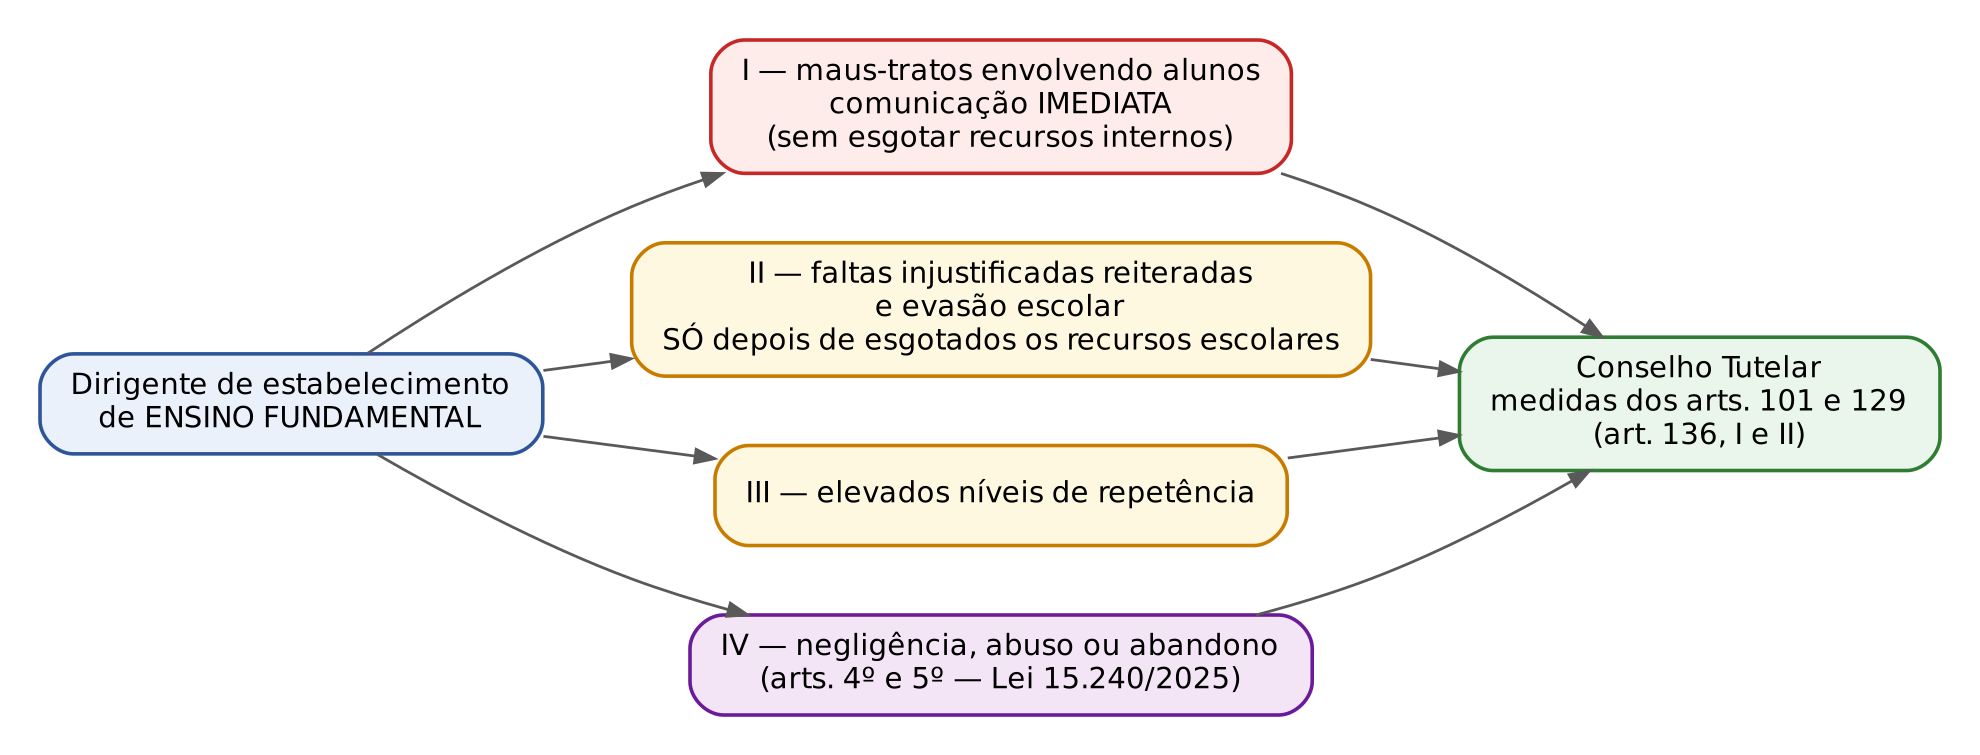 I — maus-tratos envolvendo alunos
comunicação IMEDIATA
(sem esgotar recursos internos)
II — faltas injustificadas reiteradas
e evasão escolar
SÓ depois de esgotados os recursos escolares
Dirigente de estabelecimento
de ENSINO FUNDAMENTAL
Conselho Tutelar
medidas dos arts. 101 e 129
(art. 136, I e II)
III — elevados níveis de repetência
IV — negligência, abuso ou abandono
(arts. 4º e 5º — Lei 15.240/2025)